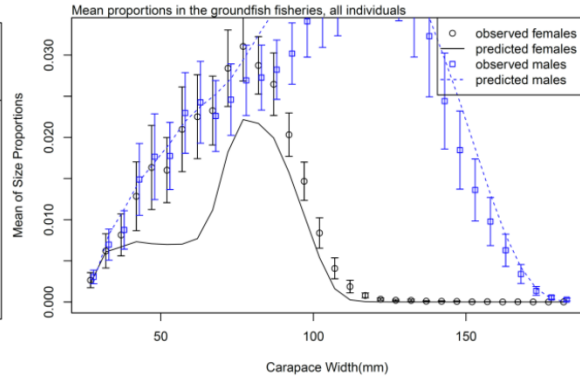 Mean proportions in the groundfish fisheries, all individuals
observed females
predicted females
observed males
predicted males
Mean of Size Proportions
0.030
0.020
0.010
0.000
50 100 150
Carapace Width(mm)